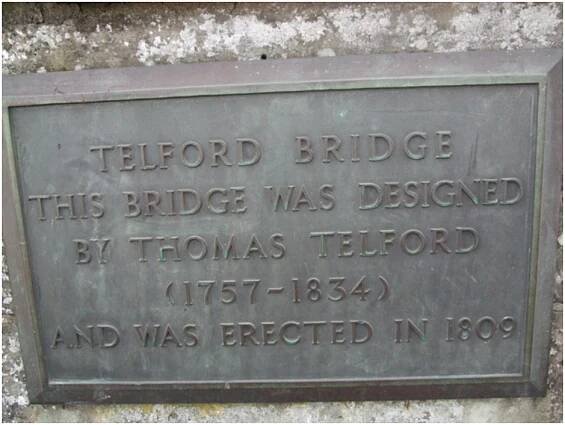 TELFORD BRIDGE
THIS BRIDGE WAS DESIGNED
BY THOMAS TELFORD
(1757-1834)
AND WAS ERECTED IN 1809